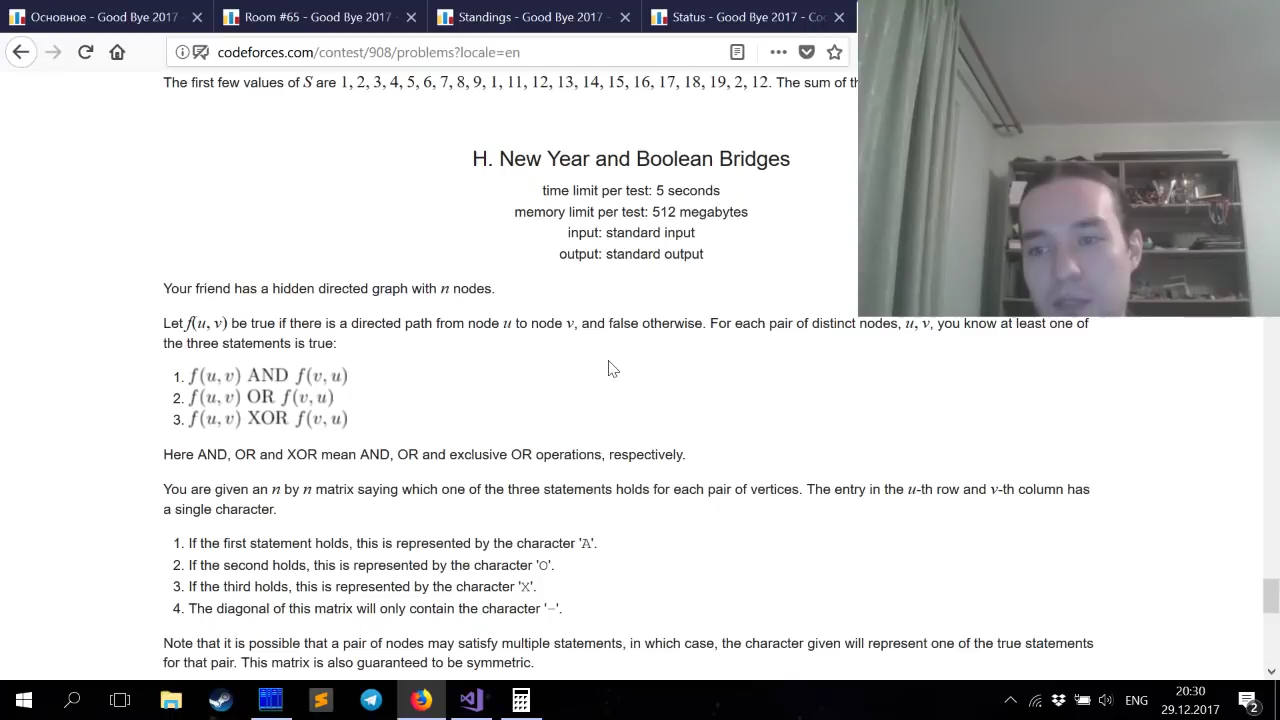 Основное - Good Bye 2017 -
Room #65 - Good Bye 2017 -
Standings - Good Bye 2017 -
Status - Good Bye 2017 - Co
codeforces.com/contest/908/problems?locale=en
The first few values of S are 1, 2, 3, 4, 5, 6, 7, 8, 9, 1, 11, 12, 13, 14, 15, 16, 17, 18, 19, 2, 12. The sum of th
H. New Year and Boolean Bridges
time limit per test: 5 seconds
memory limit per test: 512 megabytes
input: standard input
output: standard output
Your friend has a hidden directed graph with n nodes.
Let f(u, v) be true if there is a directed path from node u to node v, and false otherwise. For each pair of distinct nodes, u, v, you know at least one of
the three statements is true:
1. f(u, v) AND f(v, u)
2. f(u, v) OR f(v, u)
3. f(u, v) XOR f(v, u)
Here AND, OR and XOR mean AND, OR and exclusive OR operations, respectively.
You are given an n by n matrix saying which one of the three statements holds for each pair of vertices. The entry in the u-th row and v-th column has
a single character.
1. If the first statement holds, this is represented by the character 'A'.
2. If the second holds, this is represented by the character 'O'.
3. If the third holds, this is represented by the character 'X'.
4. The diagonal of this matrix will only contain the character '-'.
Note that it is possible that a pair of nodes may satisfy multiple statements, in which case, the character given will represent one of the true statements
for that pair. This matrix is also guaranteed to be symmetric.
ENG
20:30
29.12.2017
2